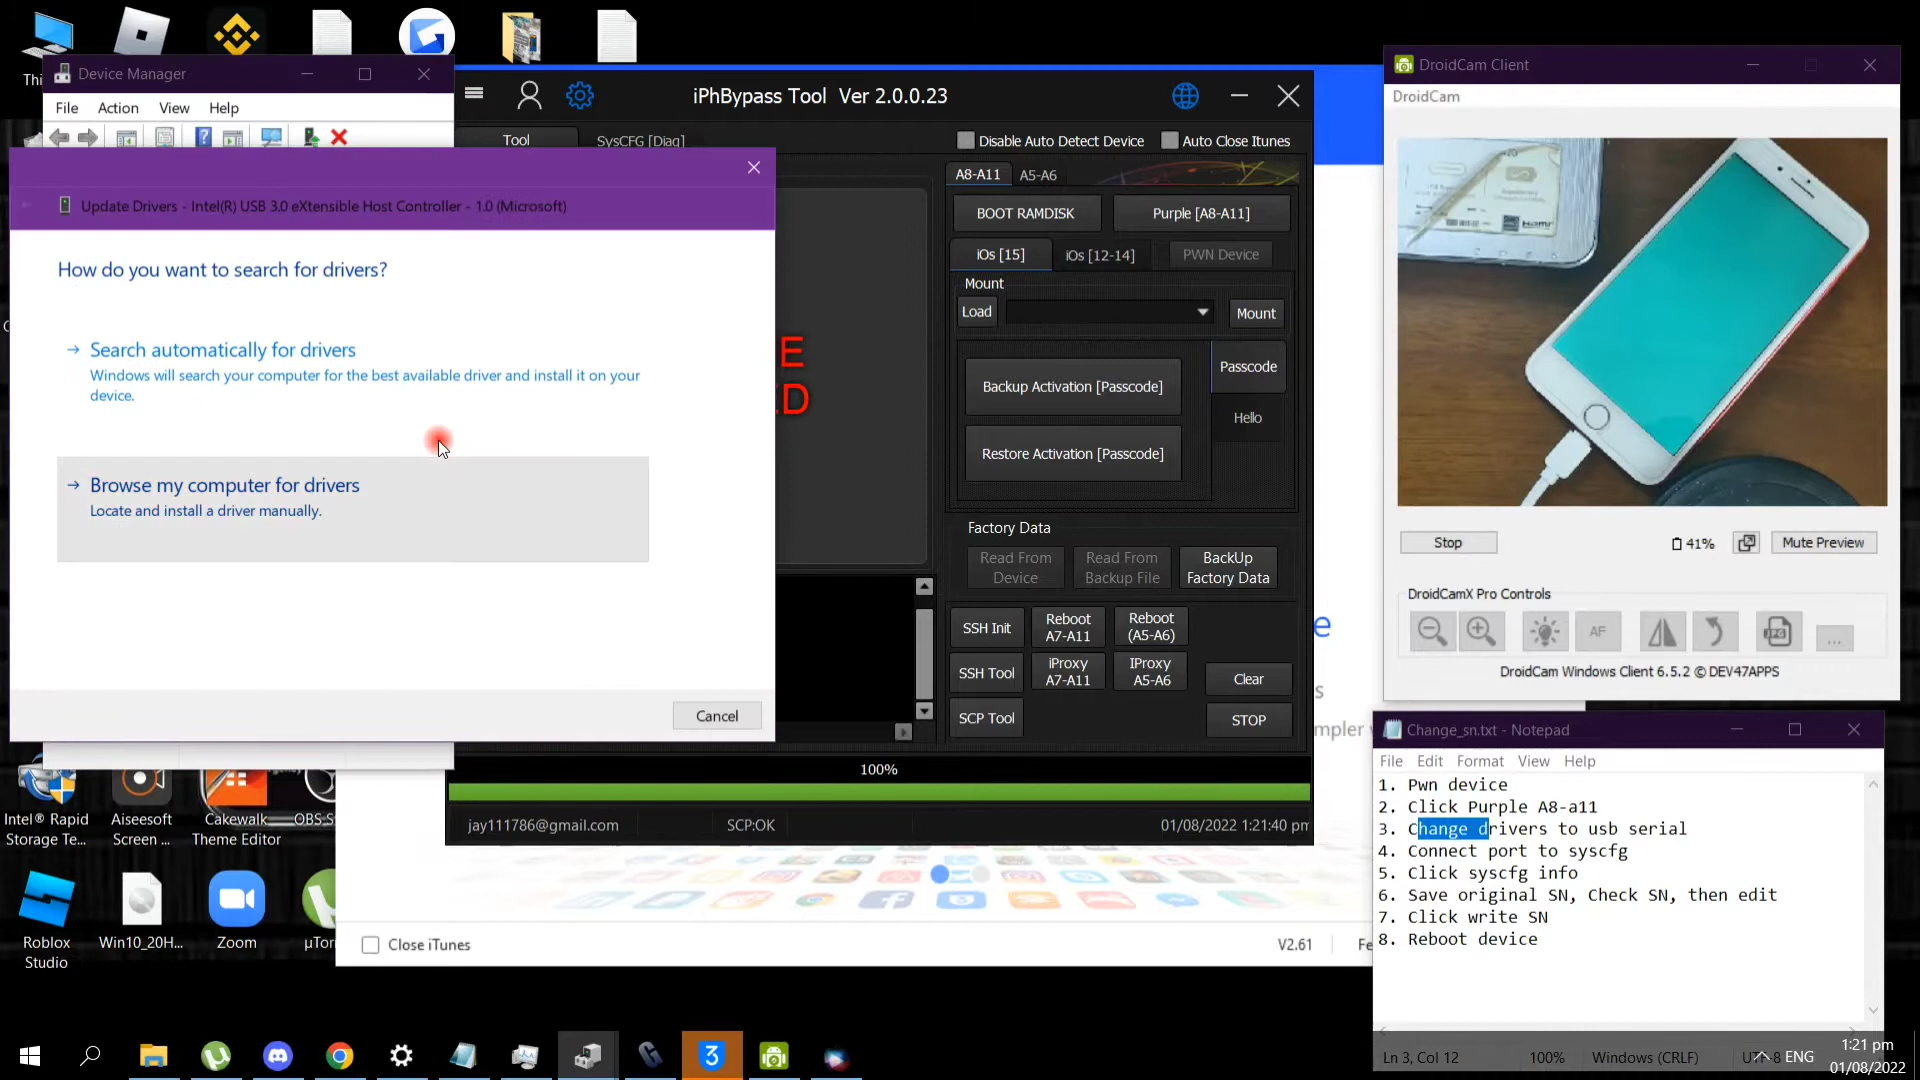 Thi
Device Manager
File Action View Help
Update Drivers - Intel(R) USB 3.0 eXtensible Host Controller - 1.0 (Microsoft)
How do you want to search for drivers?
Search automatically for drivers
Windows will search your computer for the best available driver and install it on your
device.
Browse my computer for drivers
Locate and install a driver manually.
Cancel
iPhBypass Tool Ver 2.0.0.23
Tool SysCFG [Diag]
Disable Auto Detect Device Auto Close Itunes
A8-A11 A5-A6
BOOT RAMDISK Purple [A8-A11]
iOs [15] iOs [12-14] PWN Device
Mount
Load Mount
E
D
Backup Activation [Passcode]
Passcode
Hello
Restore Activation [Passcode]
Factory Data
Read From
Device
Read From
Backup File
BackUp
Factory Data
SSH Init
Reboot
A7-A11
Reboot
(A5-A6)
SSH Tool
iProxy
A7-A11
IProxy
A5-A6
Clear
SCP Tool
STOP
100%
jay111786@gmail.com SCP:OK 01/08/2022 1:21:40 pm
e
s
mpler w
Close iTunes V2.61 Fe
DroidCam Client
DroidCam
Stop 41% Mute Preview
DroidCamX Pro Controls
AF
JPG
...
DroidCam Windows Client 6.5.2 © DEV47APPS
Change_sn.txt - Notepad
File Edit Format View Help
1. Pwn device
2. Click Purple A8-a11
3. Change drivers to usb serial
4. Connect port to syscfg
5. Click syscfg info
6. Save original SN, Check SN, then edit
7. Click write SN
8. Reboot device
Ln 3, Col 12 100% Windows (CRLF) UTF-8
Intel® Rapid
Storage Te...
Aiseesoft
Screen ...
Cakewalk
Theme Editor
OBS S
Roblox
Studio
Win10_20H...
Zoom
µTor
3
ENG
1:21 pm
01/08/2022